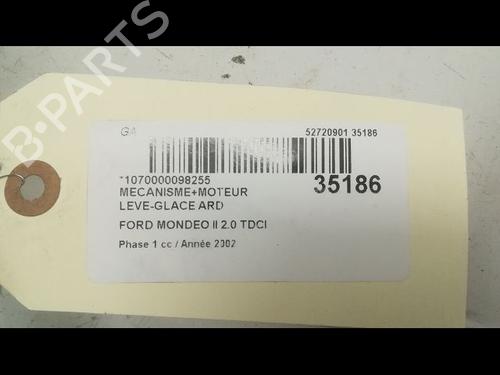 GA 52720901 35186
*1070000098255
MECANISME+MOTEUR 35186
LEVE-GLACE ARD
FORD MONDEO II 2.0 TDCI
Phase 1 cc / Année 2002
B-PARTS